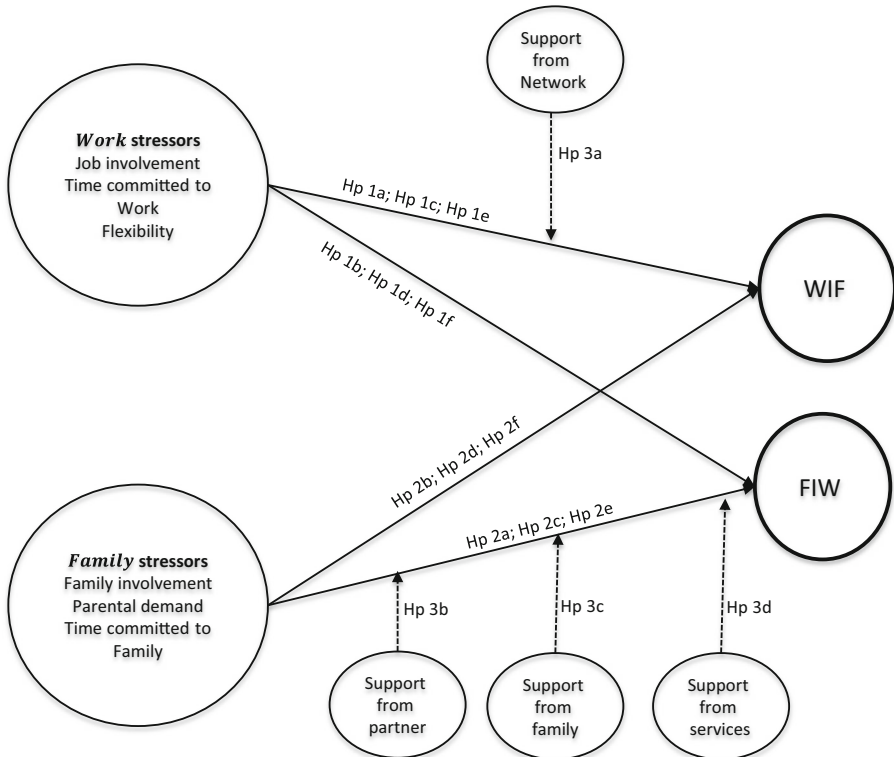 Support
from
Network
Hp 3a
Work stressors
Job involvement
Time committed to
Work
Flexibility
Hp 1a; Hp 1c; Hp 1e
Hp 1b; Hp 1d; Hp 1f
WIF
Hp 2b; Hp 2d; Hp 2f
FIW
Hp 2a; Hp 2c; Hp 2e
Family stressors
Family involvement
Parental demand
Time committed to
Family
Hp 3b
Hp 3c
Hp 3d
Support
from
partner
Support
from
family
Support
from
services